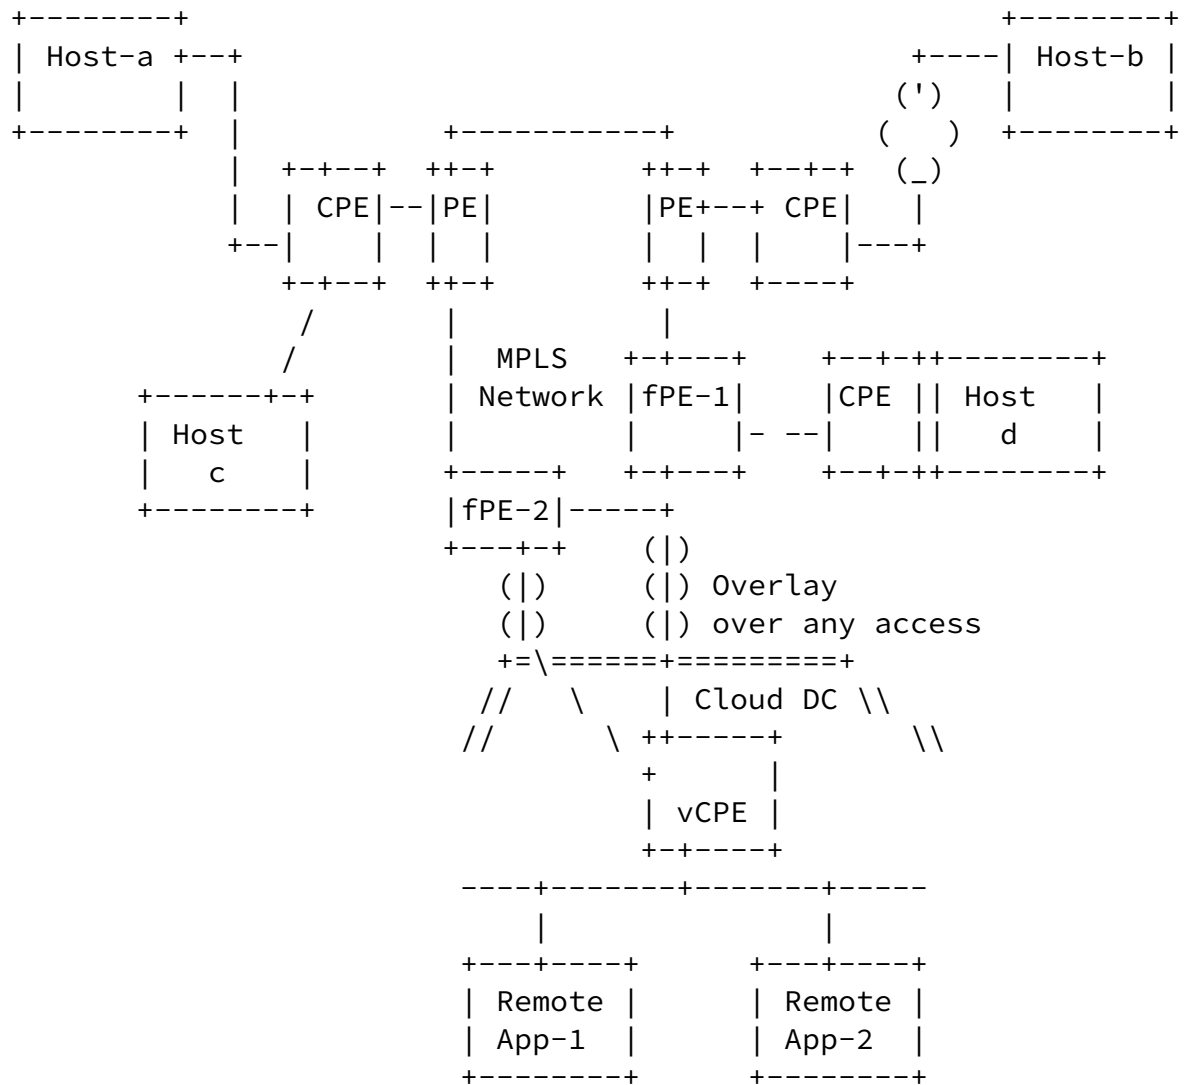 Host-a
Host-b
CPE PE PE CPE
MPLS
Network fPE-1 CPE Host
Host d
c
fPE-2
Overlay
over any access
Cloud DC
vCPE
Remote Remote
App-1 App-2